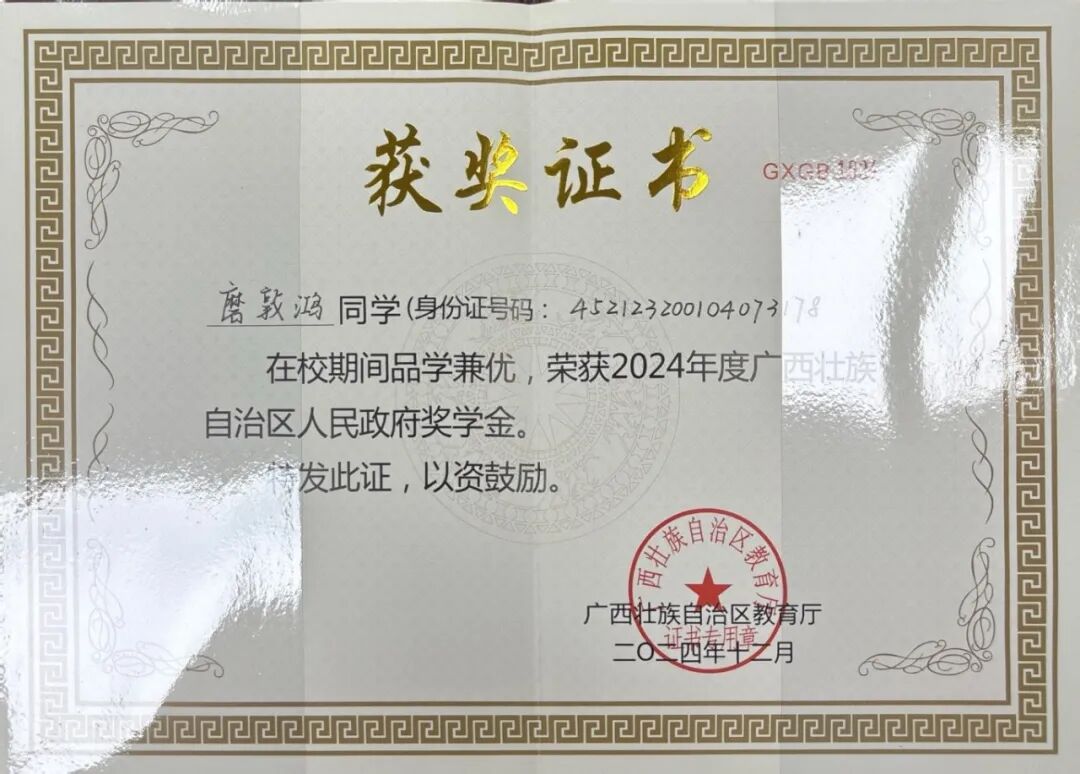 获奖证书
GXGB
磨敦鸿同学(身份证号码：452123200104073178
在校期间品学兼优，荣获2024年度广西壮族
自治区人民政府奖学金。
特发此证，以资鼓励。
广西壮族自治区教育厅
广西壮族自治区教育厅
证书专用章
二〇二四年十二月